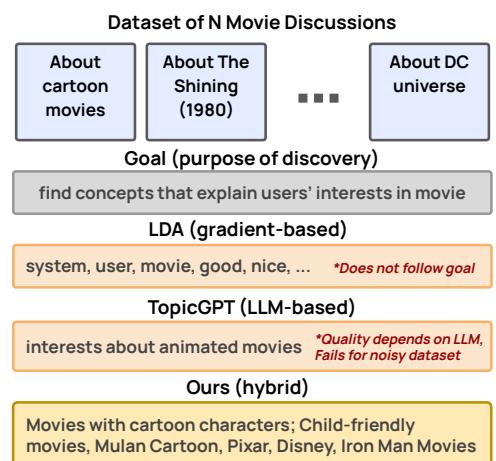 Dataset of N Movie Discussions
About
cartoon
movies
About The
Shining
(1980)
About DC
universe
Goal (purpose of discovery)
find concepts that explain users' interests in movie
LDA (gradient-based)
system, user, movie, good, nice, ... *Does not follow goal
TopicGPT (LLM-based)
interests about animated movies
*Quality depends on LLM,
Fails for noisy dataset
Ours (hybrid)
Movies with cartoon characters; Child-friendly
movies, Mulan Cartoon, Pixar, Disney, Iron Man Movies